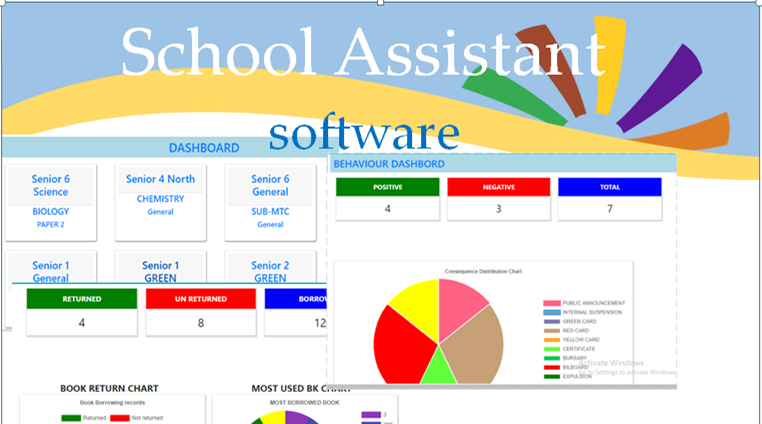 School Assistant
software
DASHBOARD
Senior 6
Science
BIOLOGY
PAPER 2
Senior 4 North
CHEMISTRY
General
Senior 6
General
SUB-MTC
General
Senior 1
General
Senior 1
GREEN
Senior 2
GREEN
RETURNED
4
UN RETURNED
8
BORROW
12
BEHAVIOUR DASHBORD
POSITIVE
4
NEGATIVE
3
TOTAL
7
Consequence Distribution Chart
PUBLIC ANNOUNCEMENT
INTERNAL SUSPENSION
GREEN CARD
RED CARD
YELLOW CARD
CERTIFICATE
BURSARY
BILBOARD
EXPULSION
Activate Windows
to Settings to activate Windows
BOOK RETURN CHART
Book Borrowing records
Returned
Not returned
MOST USED BK CHART
MOST BORROWED BOOK
3